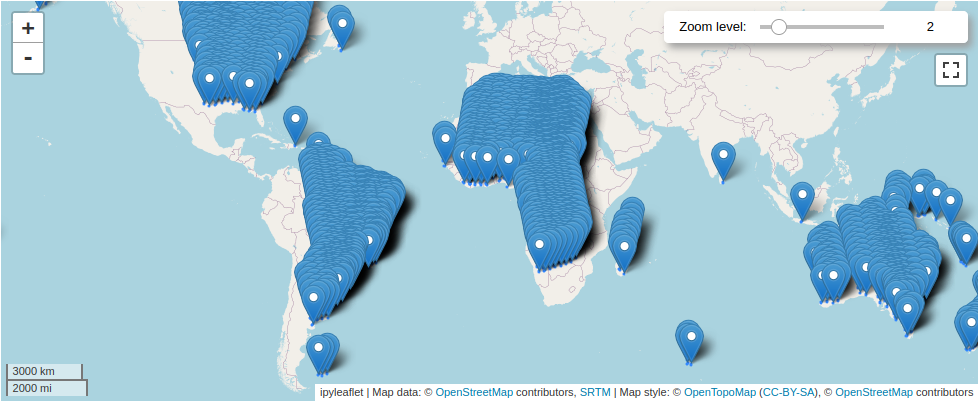 +
-
Zoom level: 2
3000 km
2000 mi
ipyleaflet | Map data: © OpenStreetMap contributors, SRTM | Map style: © OpenTopoMap (CC-BY-SA), © OpenStreetMap contributors